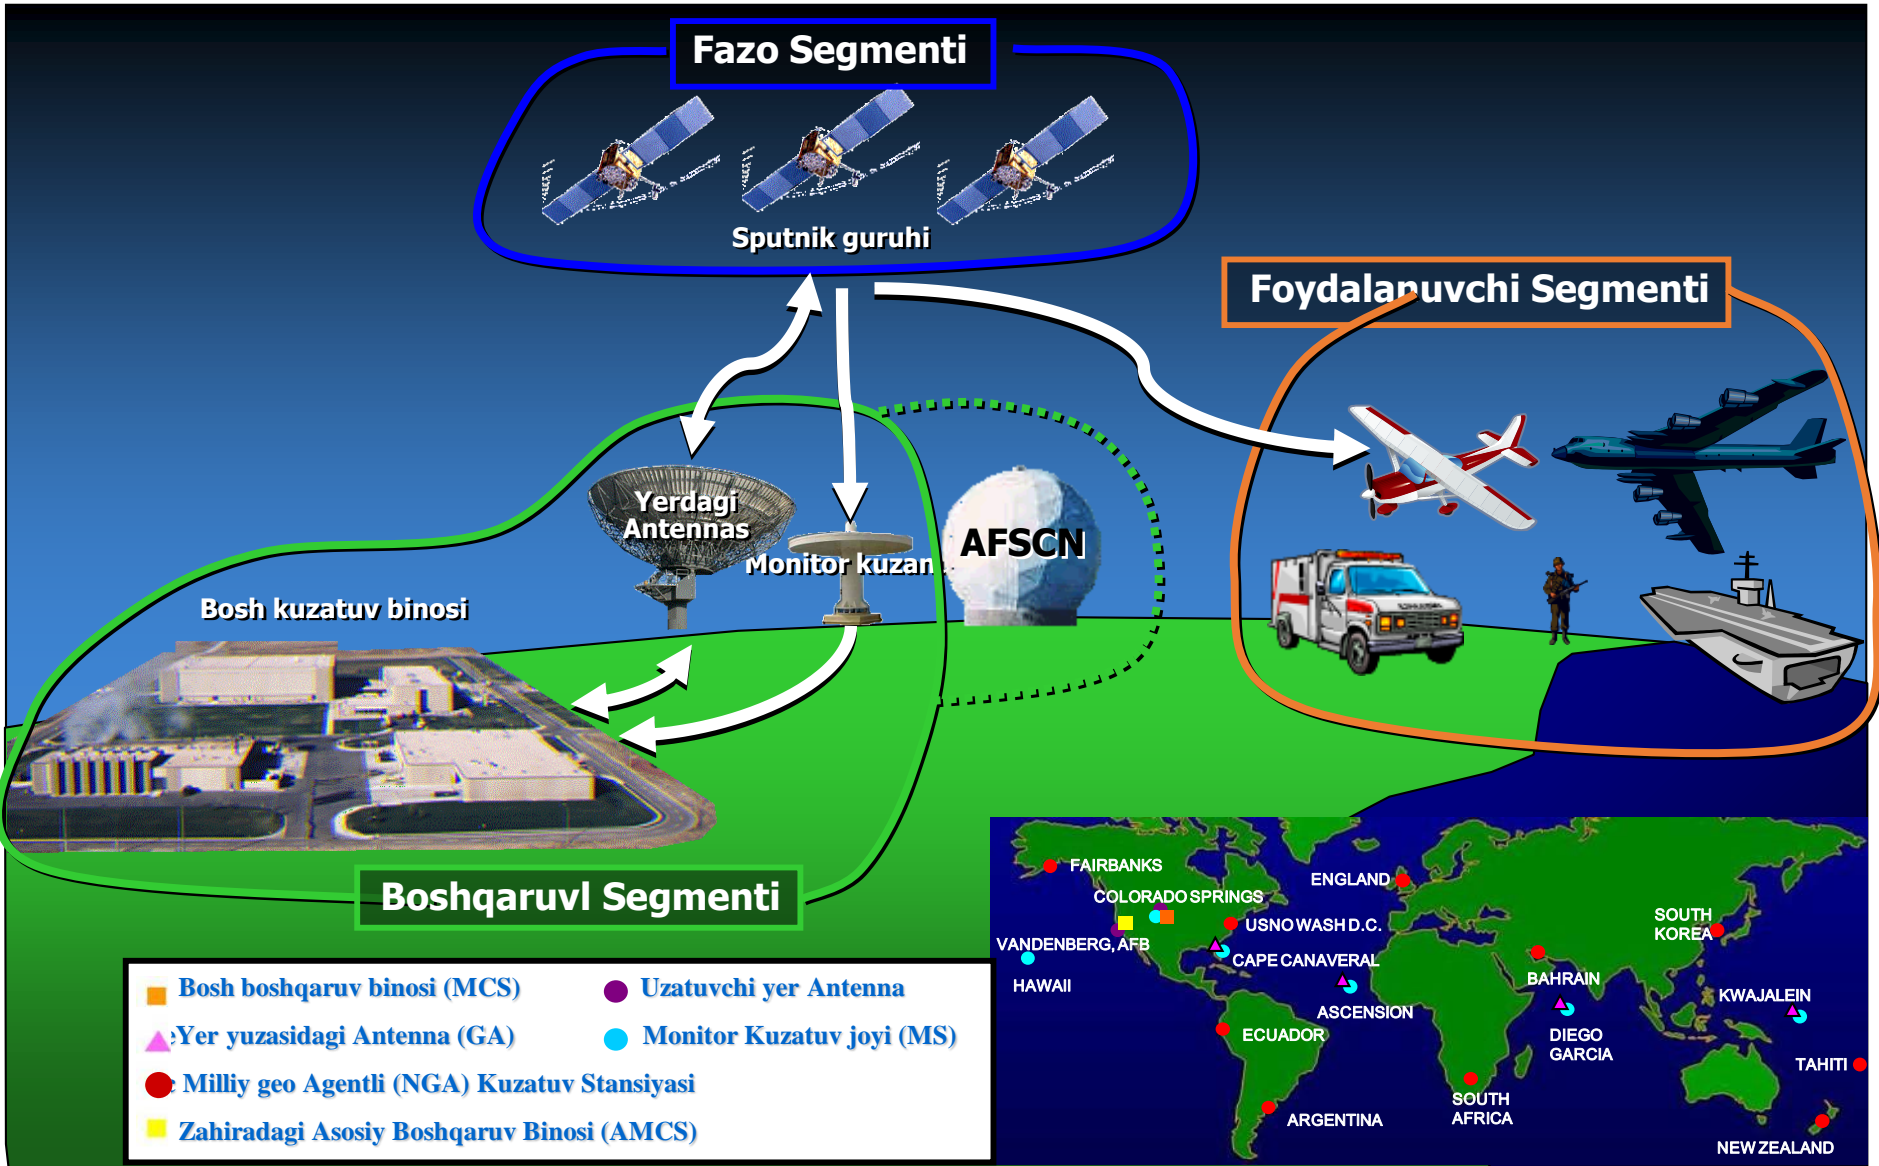 Fazo Segmenti
Sputnik guruhi
Foydalanuvchi Segmenti
Yerdagi
Antennas
Monitor kuzan
AFSCN
Bosh kuzatuv binosi
Boshqaruvl Segmenti
Bosh boshqaruv binosi (MCS)
Uzatuvchi yer Antenna
Yer yuzasidagi Antenna (GA)
Monitor Kuzatuv joyi (MS)
Milliy geo Agentli (NGA) Kuzatuv Stansiyasi
Zahiradagi Asosiy Boshqaruv Binosi (AMCS)
FAIRBANKS
ENGLAND
COLORADO SPRINGS
USNO WASH D.C.
SOUTH
KOREA
VANDENBERG, AFB
CAPE CANAVERAL
HAWAII
BAHRAIN
KWAJALEIN
ASCENSION
ECUADOR
DIEGO
GARCIA
TAHITI
SOUTH
AFRICA
ARGENTINA
NEW ZEALAND